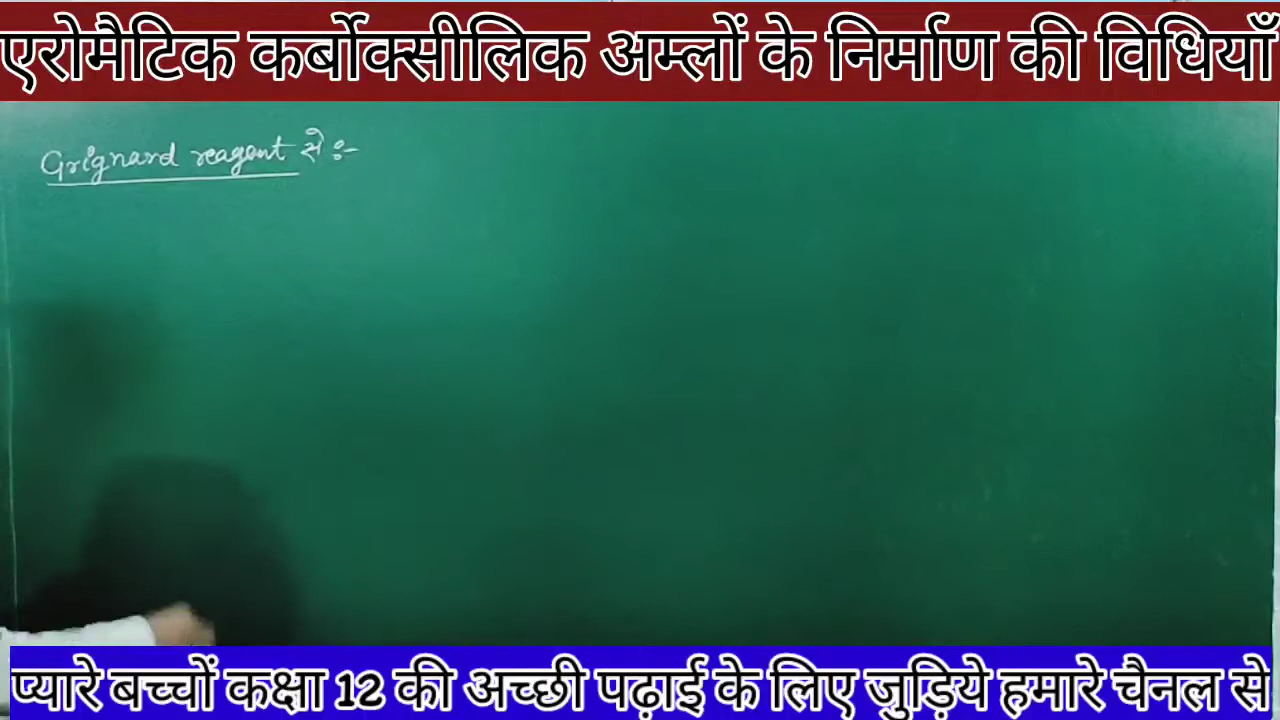 एरोमैटिक कर्बोक्सीलिक अम्लों के निर्माण की विधियाँ
Grignard reagent से :-
प्यारे बच्चों कक्षा 12 की अच्छी पढ़ाई के लिए जुड़िये हमारे चैनल से